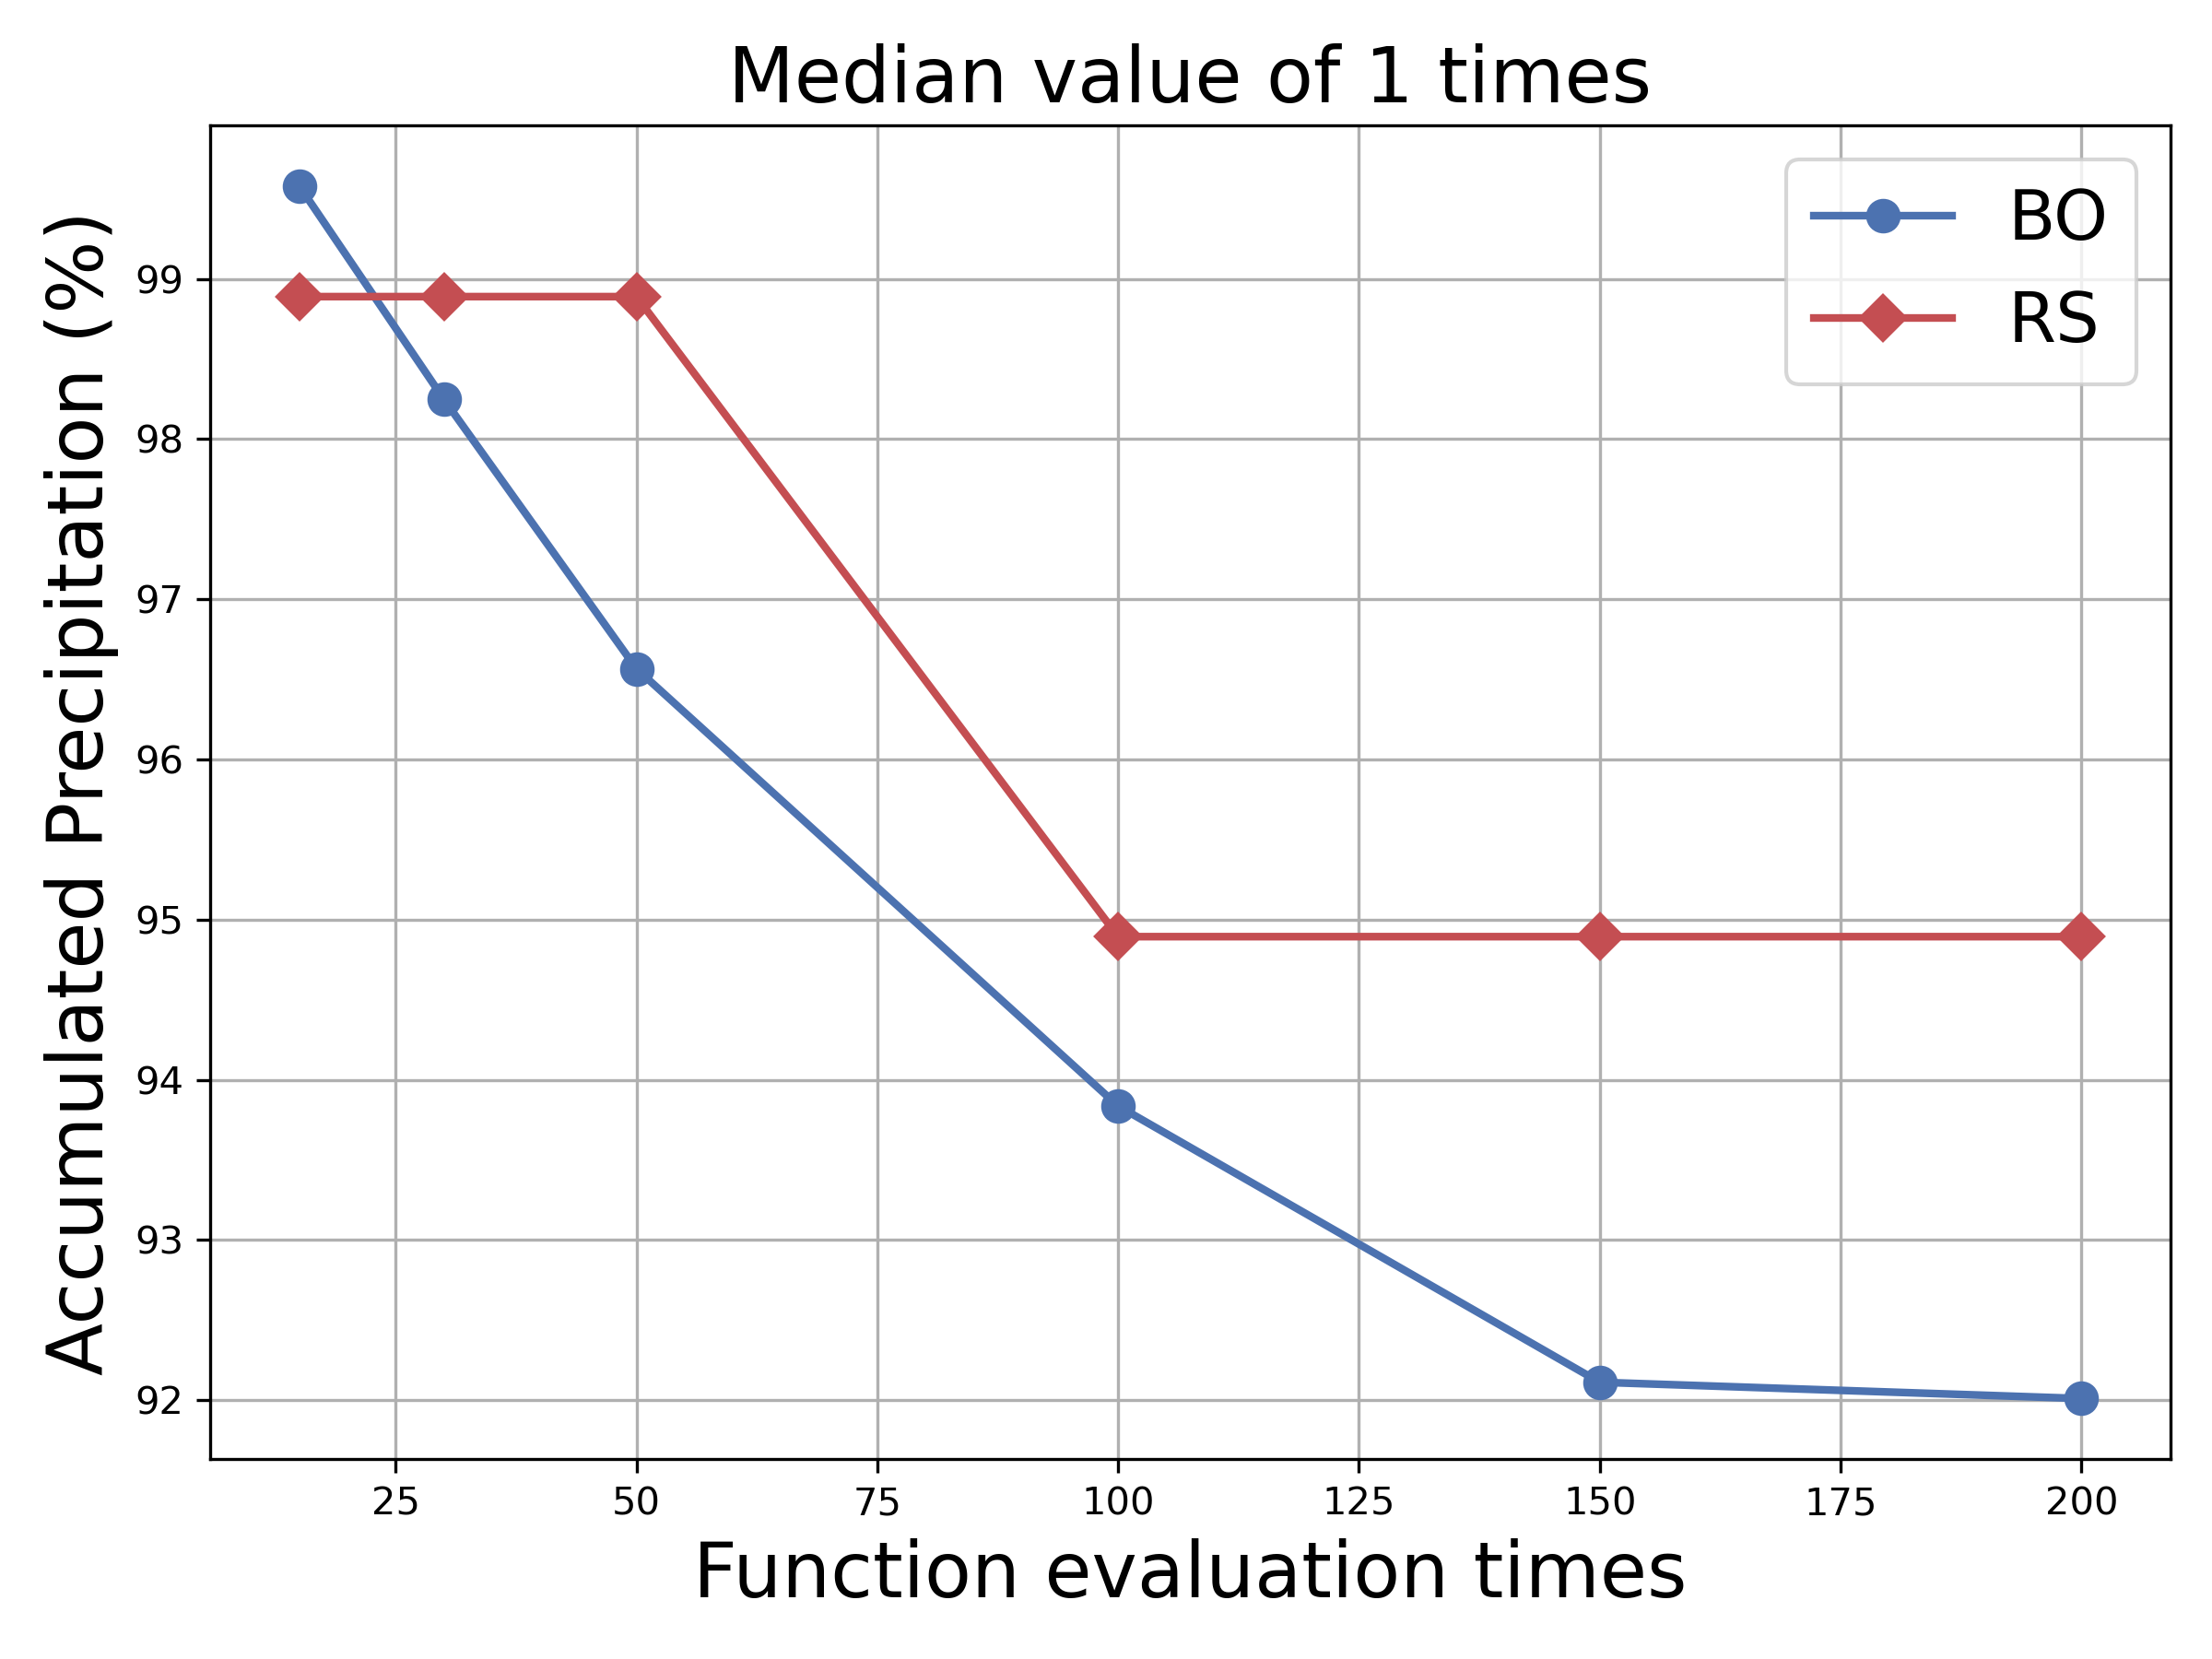 Median value of 1 times
BO
RS
Accumulated Precipitation (%)
99
98
97
96
95
94
93
92
25 50 75 100 125 150 175 200
Function evaluation times